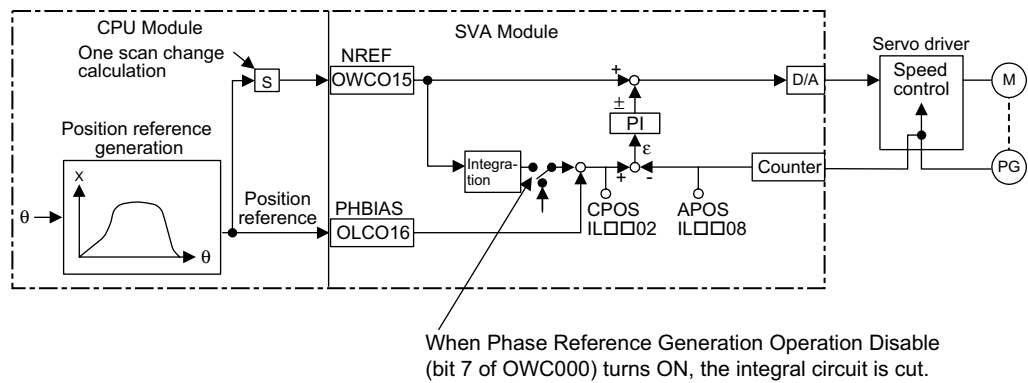 CPU Module
One scan change
calculation
S
Position reference
generation
X
θ
θ
Position
reference
SVA Module
NREF
OWCO15
Integra-
tion
PHBIAS
OLCO16
+
±
PI
ε
+
-
CPOS
IL□□02
APOS
IL□□08
D/A
Counter
Servo driver
Speed
control
M
PG
When Phase Reference Generation Operation Disable
(bit 7 of OWC000) turns ON, the integral circuit is cut.